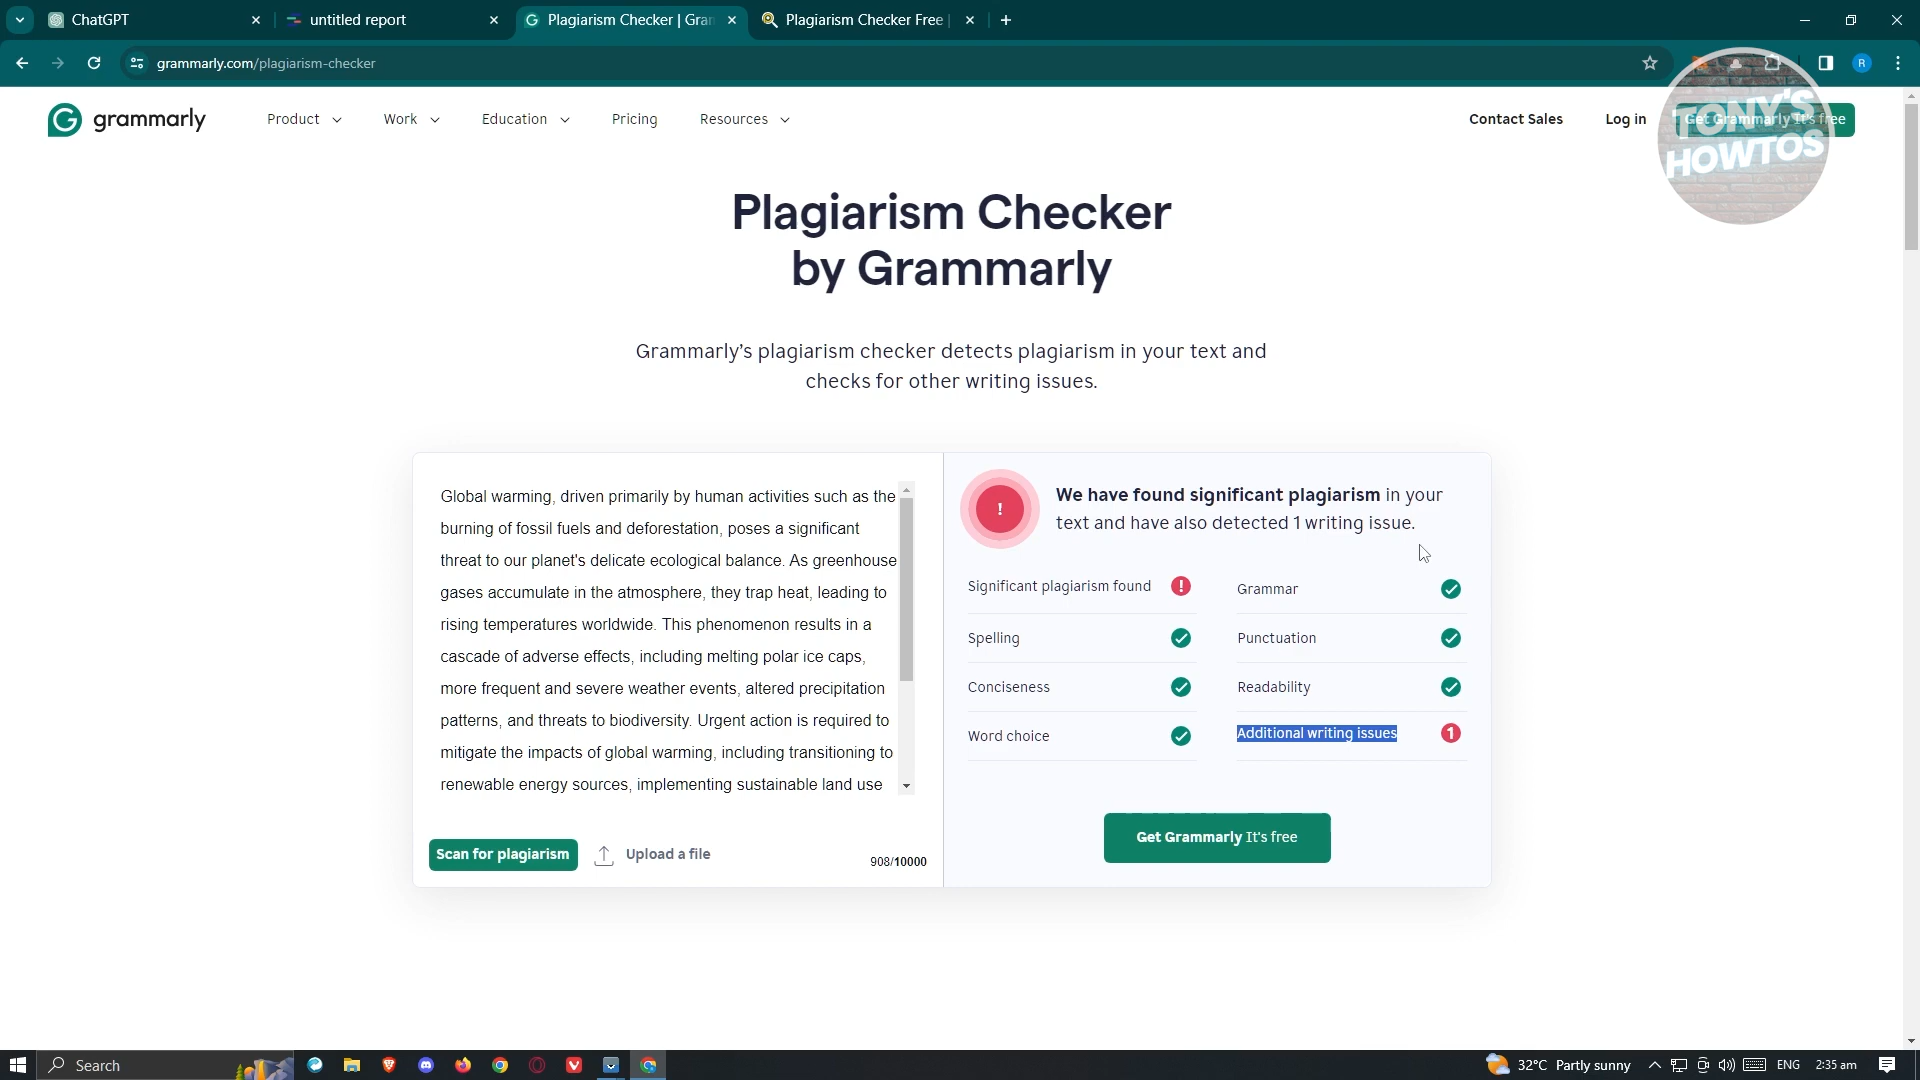 ChatGPT
untitled report
Plagiarism Checker | Gran
Plagiarism Checker Free |
grammarly.com/plagiarism-checker
R
grammarly
Product
Work
Education
Pricing
Resources
Contact Sales
Log in
Get Grammarly It's free
TONY'S
HOWTOS
Plagiarism Checker
by Grammarly
Grammarly's plagiarism checker detects plagiarism in your text and
checks for other writing issues.
Global warming, driven primarily by human activities such as the
burning of fossil fuels and deforestation, poses a significant
threat to our planet's delicate ecological balance. As greenhouse
gases accumulate in the atmosphere, they trap heat, leading to
rising temperatures worldwide. This phenomenon results in a
cascade of adverse effects, including melting polar ice caps,
more frequent and severe weather events, altered precipitation
patterns, and threats to biodiversity. Urgent action is required to
mitigate the impacts of global warming, including transitioning to
renewable energy sources, implementing sustainable land use
Scan for plagiarism
Upload a file
908/10000
! We have found significant plagiarism in your
text and have also detected 1 writing issue.
Significant plagiarism found !
Grammar
Spelling
Punctuation
Conciseness
Readability
Word choice
Additional writing issues 1
Get Grammarly It's free
Search
32°C Partly sunny
ENG
2:35 am